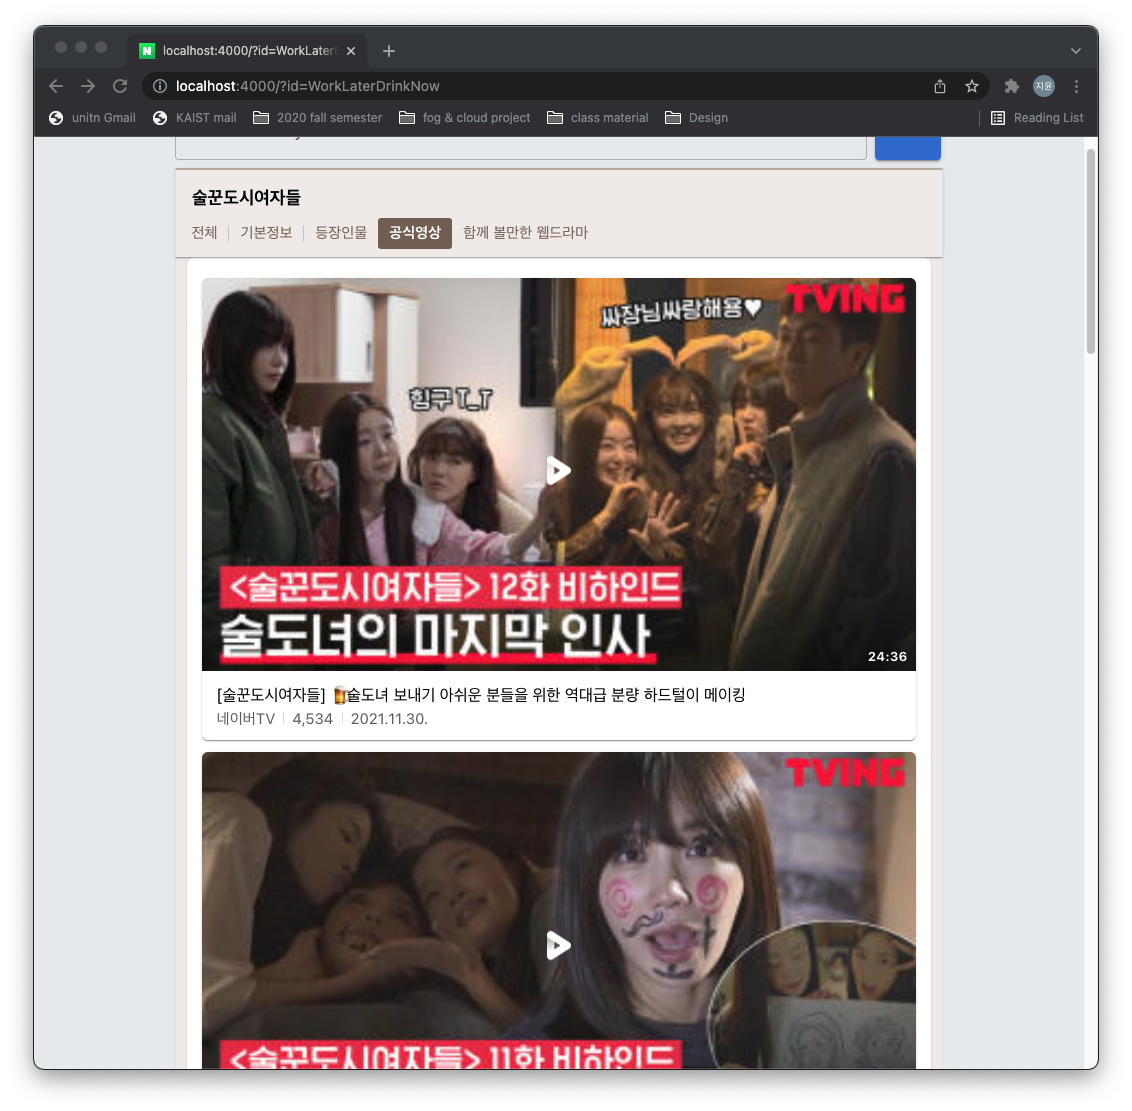 localhost:4000/?id=WorkLater
localhost:4000/?id=WorkLaterDrinkNow
지윤
unitn Gmail
KAIST mail
2020 fall semester
fog & cloud project
class material
Design
Reading List
술꾼도시여자들
전체
기본정보
등장인물
공식영상
함께 볼만한 웹드라마
TVING
싸장님싸랑해용♥
힝구 T_T
<술꾼도시여자들> 12화 비하인드
술도녀의 마지막 인사
24:36
[술꾼도시여자들] 🍺술도녀 보내기 아쉬운 분들을 위한 역대급 분량 하드털이 메이킹
네이버TV 4,534 2021.11.30.
TVING
<술꾼도시여자들> 11화 비하인드